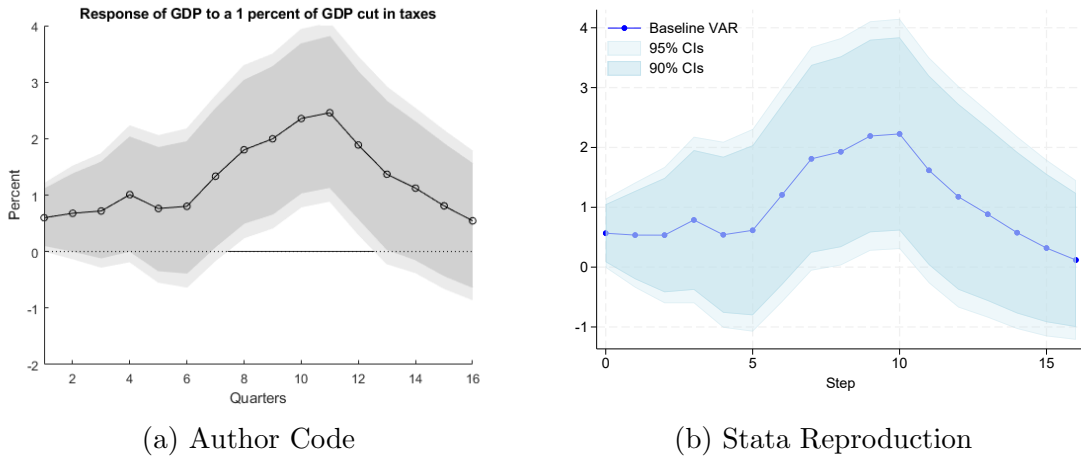 Response of GDP to a 1 percent of GDP cut in taxes
4
3
2
1
0
-1
-2
Percent
2 4 6 8 10 12 14 16
Quarters
(a) Author Code
Baseline VAR
95% CIs
90% CIs
4
3
2
1
0
-1
0 5 10 15
Step
(b) Stata Reproduction